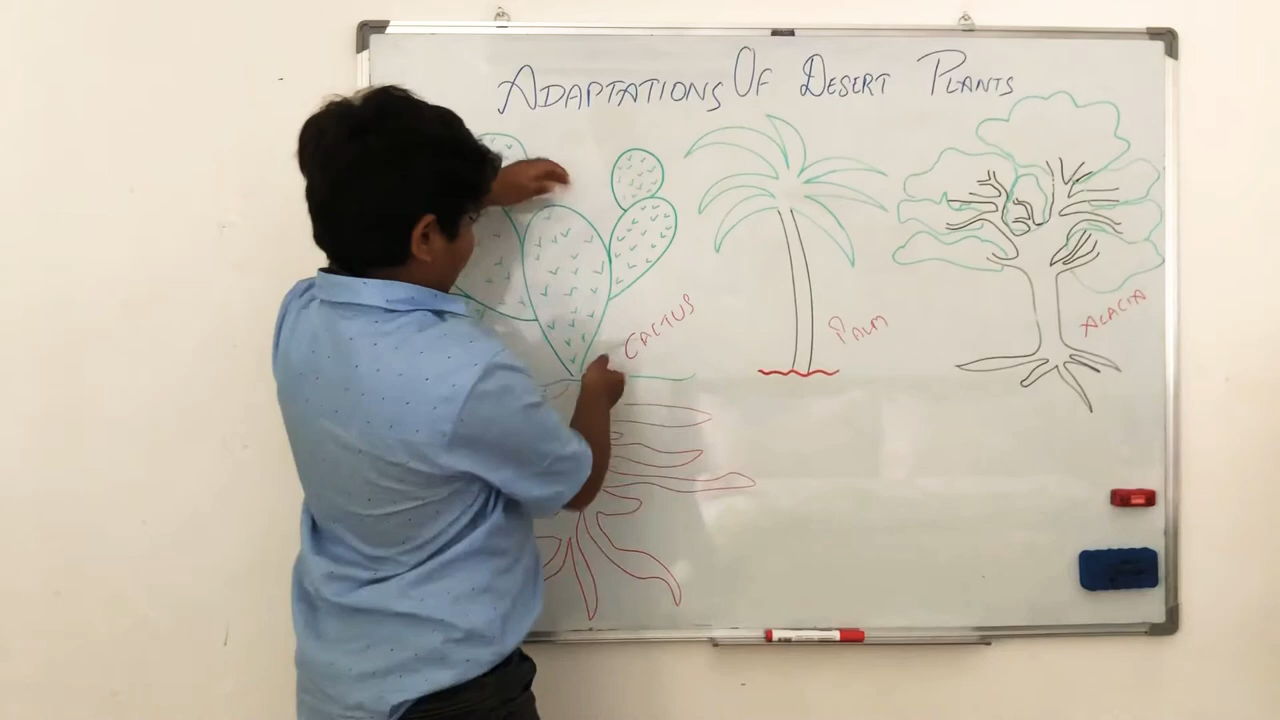 ADAPTATIONS OF DESERT PLANTS
CACTUS
PALM
ACACIA